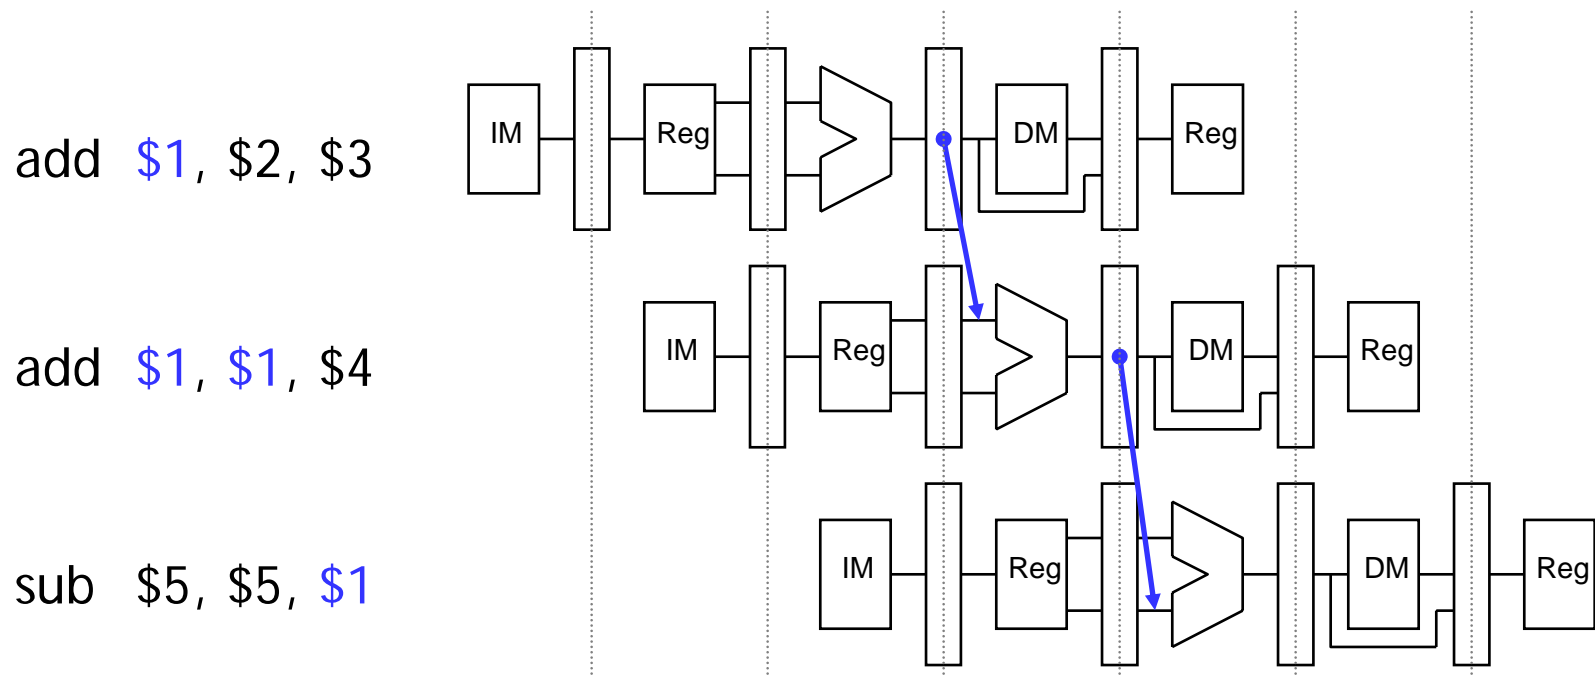 IM Reg DM Reg
add $1, $2, $3
IM Reg DM Reg
add $1, $1, $4
IM Reg DM Reg
sub $5, $5, $1